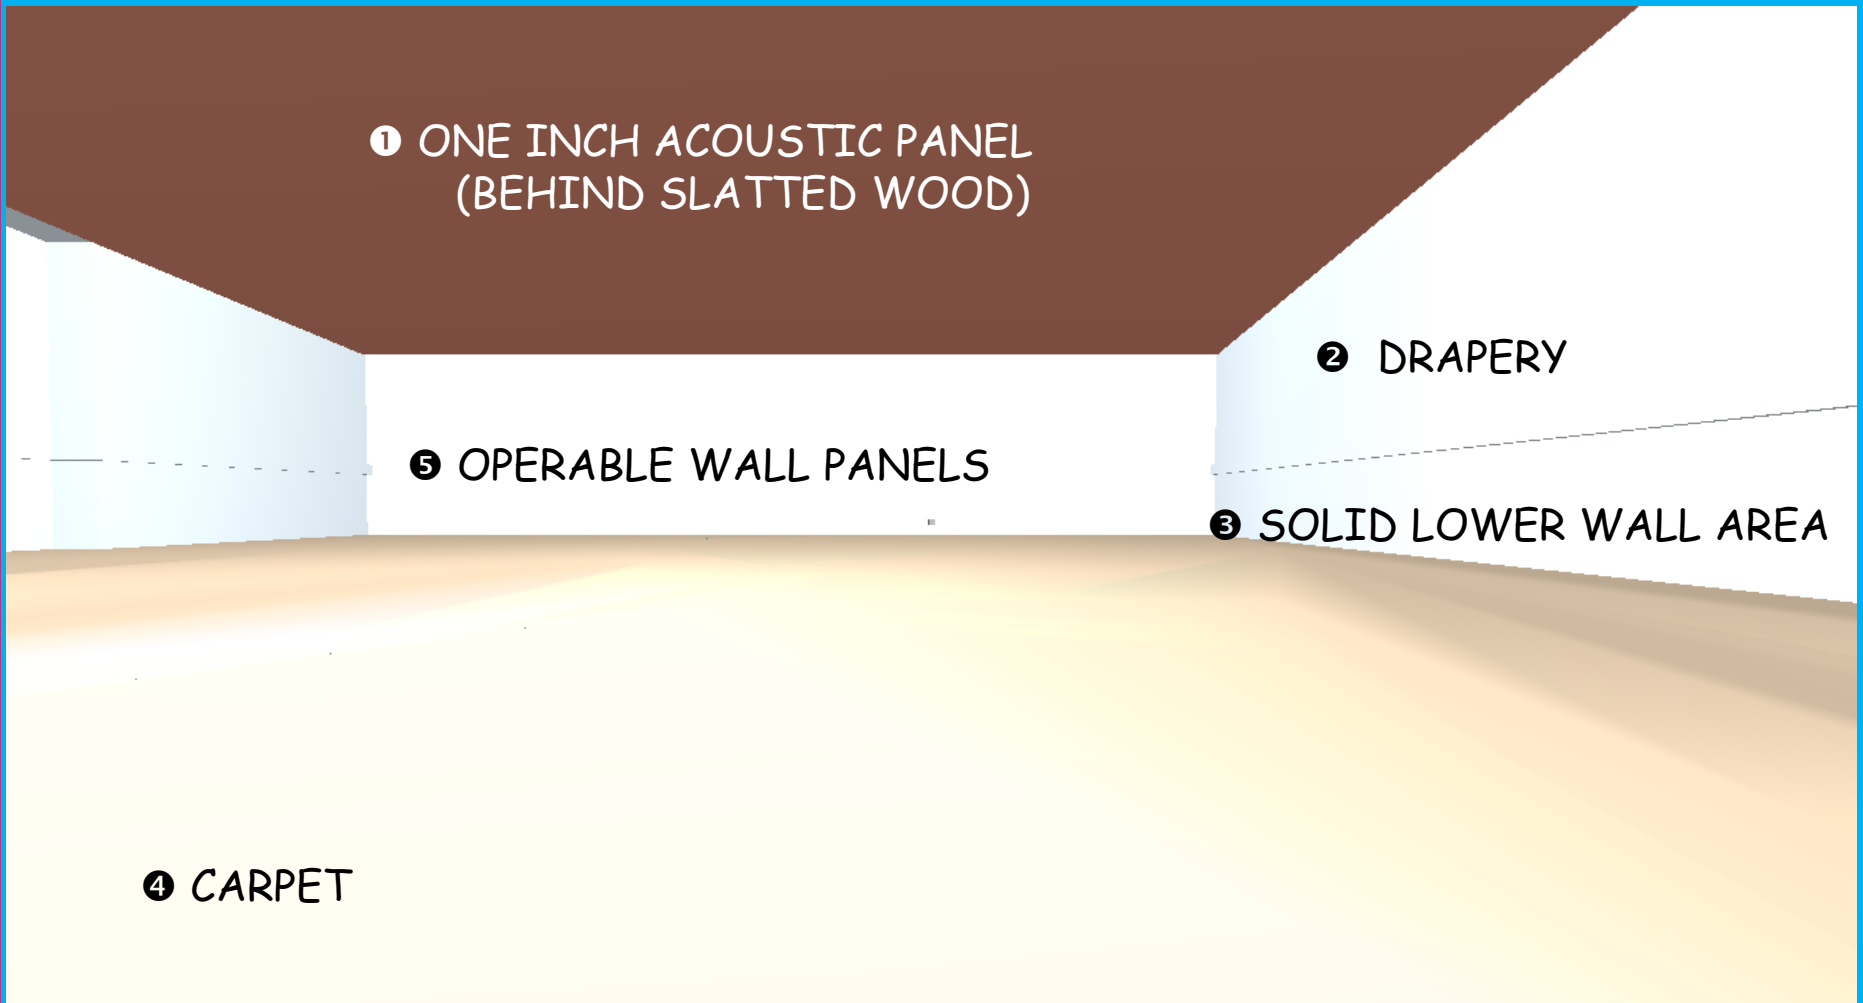 ❶ ONE INCH ACOUSTIC PANEL
(BEHIND SLATTED WOOD)
❷ DRAPERY
❺ OPERABLE WALL PANELS
❸ SOLID LOWER WALL AREA
❹ CARPET